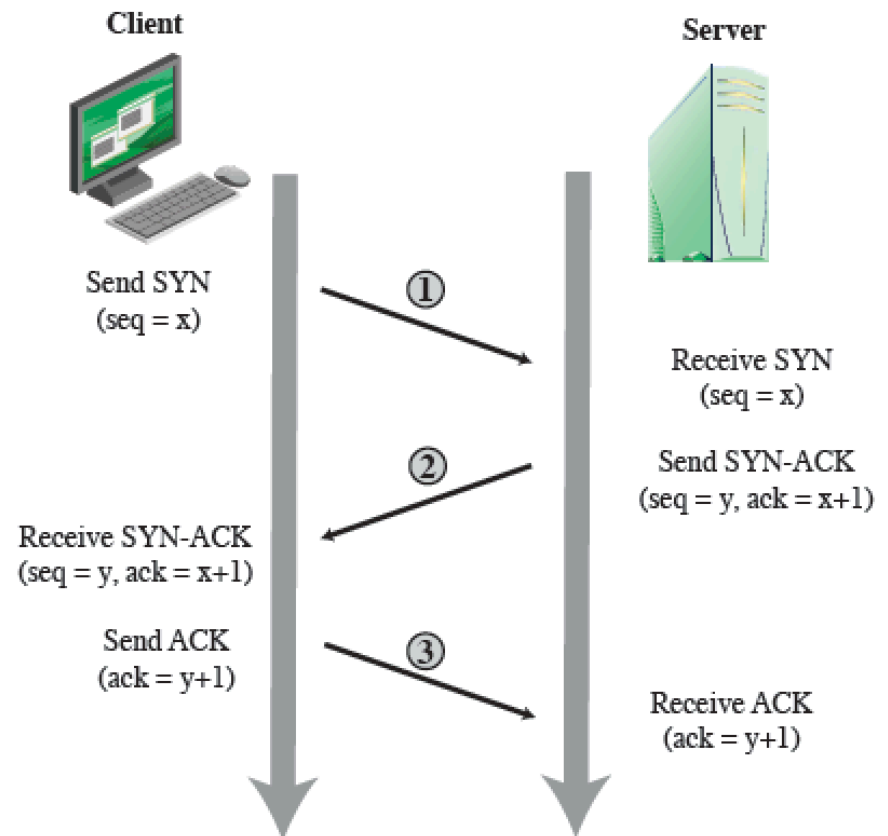 Client
Server
Send SYN
(seq = x)
1
Receive SYN
(seq = x)
2
Send SYN-ACK
(seq = y, ack = x+1)
Receive SYN-ACK
(seq = y, ack = x+1)
Send ACK
(ack = y+1)
3
Receive ACK
(ack = y+1)